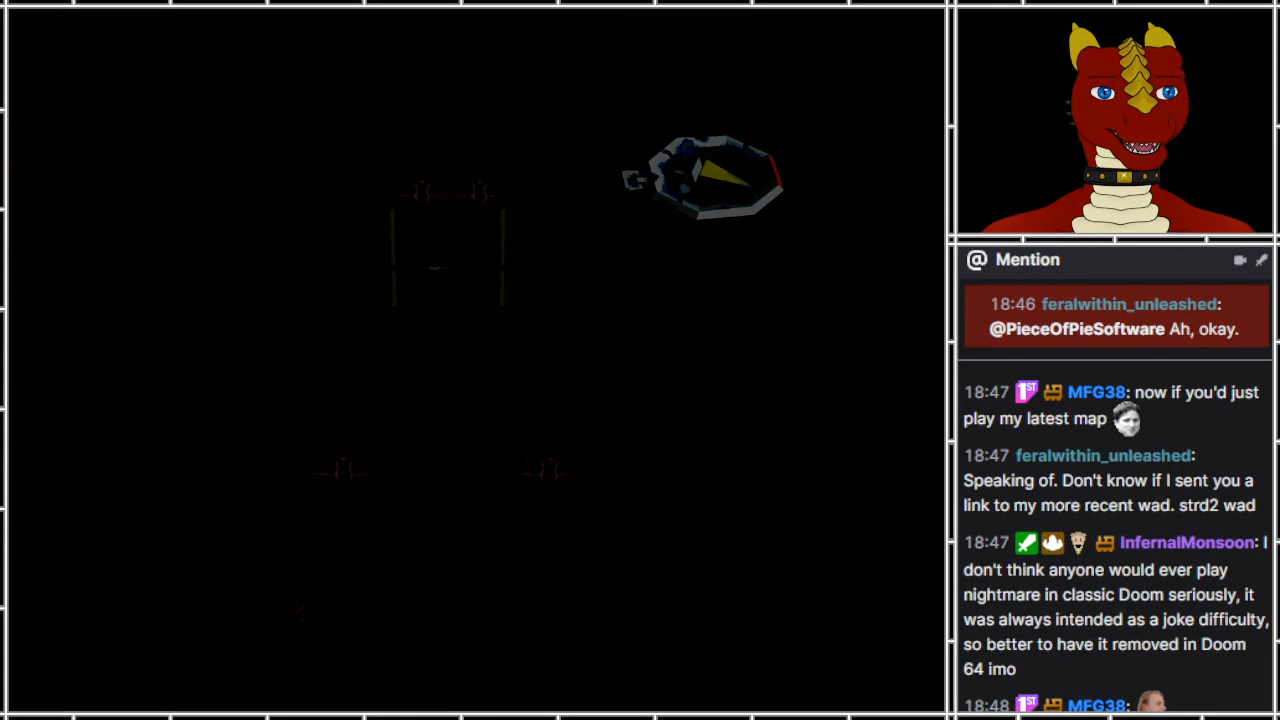 @ Mention
18:46 feralwithin_unleashed:
@PieceOfPieSoftware Ah, okay.
18:47 1ST MFG38: now if you'd just
play my latest map
18:47 feralwithin_unleashed:
Speaking of. Don't know if I sent you a
link to my more recent wad. strd2 wad
18:47 InfernalMonsoon: I
don't think anyone would ever play
nightmare in classic Doom seriously, it
was always intended as a joke difficulty,
so better to have it removed in Doom
64 imo
18:48 1ST MFG38: